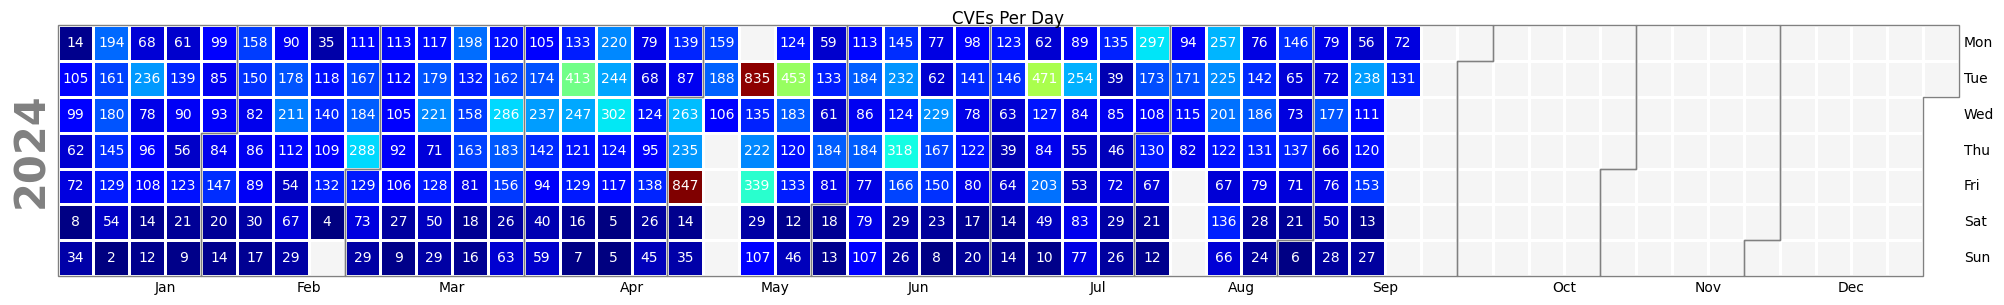 CVEs Per Day
14 194 68 61 99 158 90 35 111 113 117 198 120 105 133 220 79 139 159 124 59 113 145 77 98 123 62 89 135 297 94 257 76 146 79 56 72 Mon
105 161 236 139 85 150 178 118 167 112 179 132 162 174 413 244 68 87 188 835 453 133 184 232 62 141 146 471 254 39 173 171 225 142 65 72 238 131 Tue
99 180 78 90 93 82 211 140 184 105 221 158 286 237 247 302 124 263 106 135 183 61 86 124 229 78 63 127 84 85 108 115 201 186 73 177 111 Wed
62 145 96 56 84 86 112 109 288 92 71 163 183 142 121 124 95 235 222 120 184 184 318 167 122 39 84 55 46 130 82 122 131 137 66 120 Thu
72 129 108 123 147 89 54 132 129 106 128 81 156 94 129 117 138 847 339 133 81 77 166 150 80 64 203 53 72 67 67 79 71 76 153 Fri
8 54 14 21 20 30 67 4 73 27 50 18 26 40 16 5 26 14 29 12 18 79 29 23 17 14 49 83 29 21 136 28 21 50 13 Sat
34 2 12 9 14 17 29 29 9 29 16 63 59 7 5 45 35 107 46 13 107 26 8 20 14 10 77 26 12 66 24 6 28 27 Sun
2024
Jan Feb Mar Apr May Jun Jul Aug Sep Oct Nov Dec